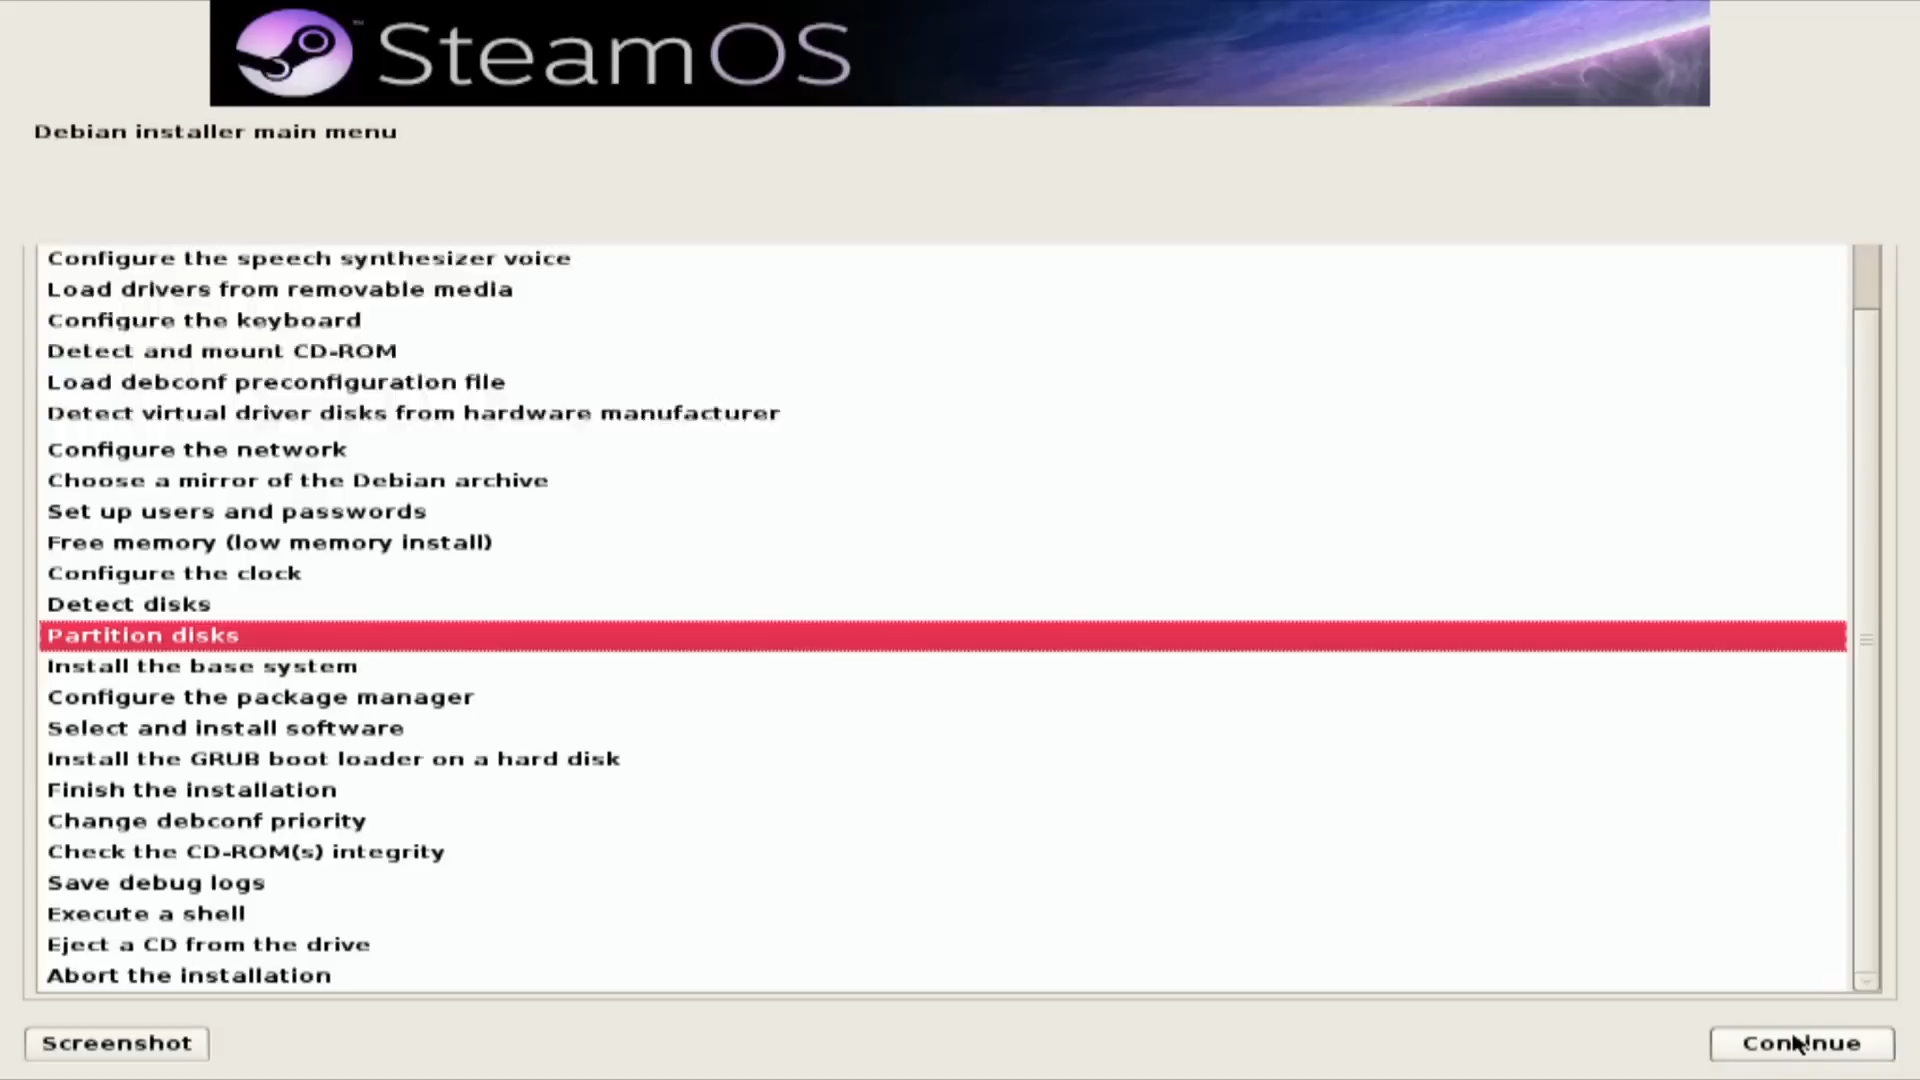 SteamOS™
Debian installer main menu
Configure the speech synthesizer voice
Load drivers from removable media
Configure the keyboard
Detect and mount CD-ROM
Load debconf preconfiguration file
Detect virtual driver disks from hardware manufacturer
Configure the network
Choose a mirror of the Debian archive
Set up users and passwords
Free memory (low memory install)
Configure the clock
Detect disks
Partition disks
Install the base system
Configure the package manager
Select and install software
Install the GRUB boot loader on a hard disk
Finish the installation
Change debconf priority
Check the CD-ROM(s) integrity
Save debug logs
Execute a shell
Eject a CD from the drive
Abort the installation
Screenshot
Continue